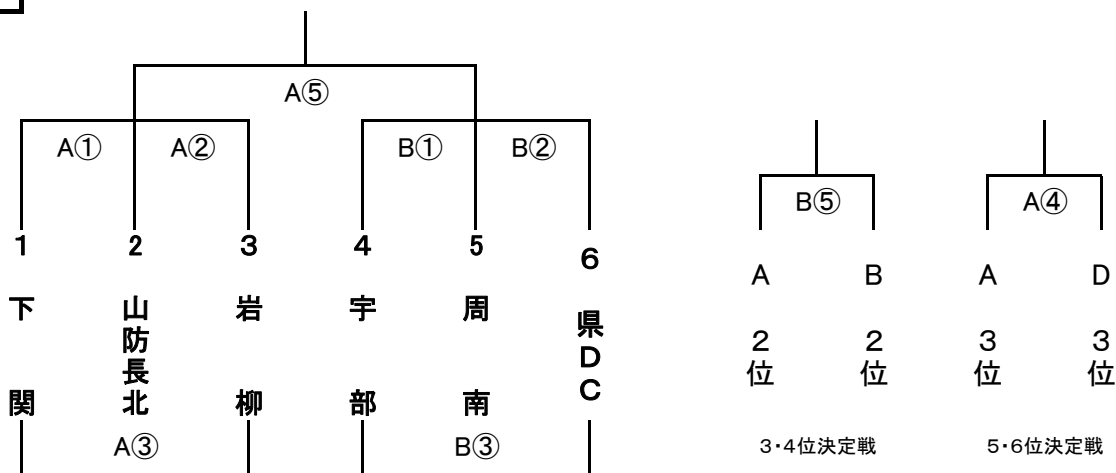 A⑤
A① A② B① B②
B⑤ A④
1 2 3 4 5 6
下関
山防長北
岩柳
宇部
周南
県DC
A B A D
2位 2位 3位 3位
A③ B③
3・4位決定戦 5・6位決定戦